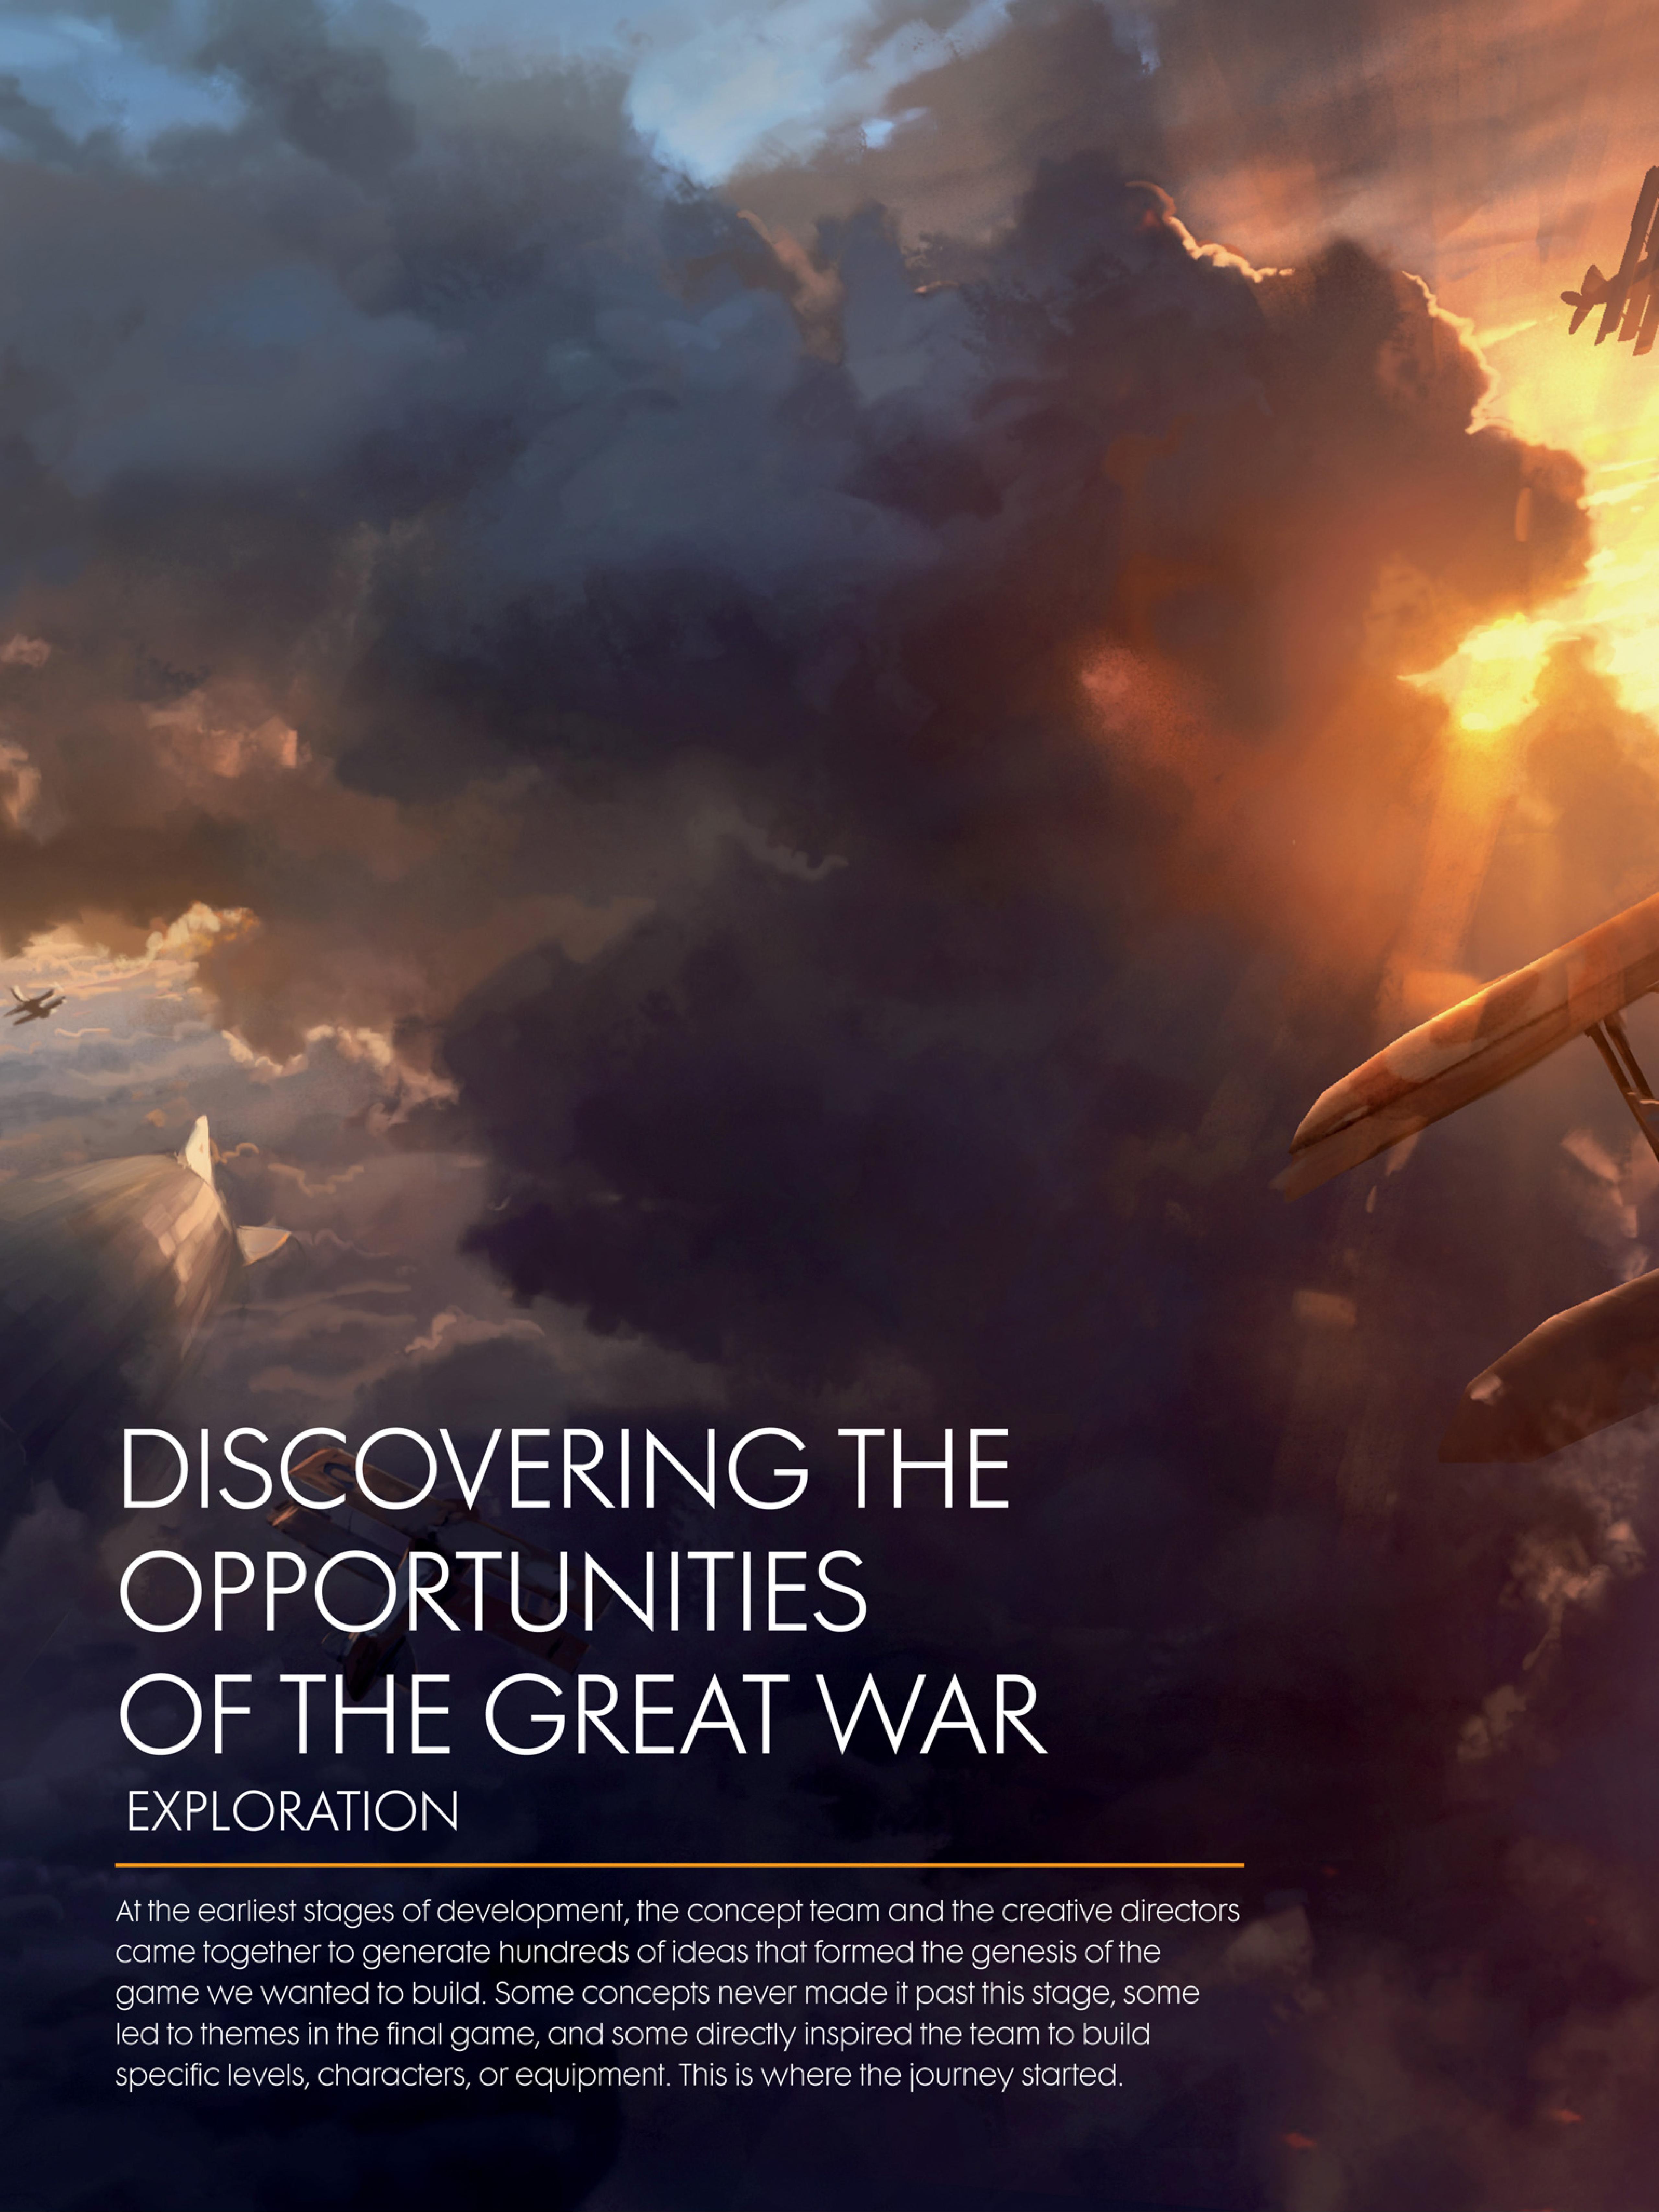 DISCOVERING THE
OPPORTUNITIES
OF THE GREAT WAR
EXPLORATION
At the earliest stages of development, the concept team and the creative directors
came together to generate hundreds of ideas that formed the genesis of the
game we wanted to build. Some concepts never made it past this stage, some
led to themes in the final game, and some directly inspired the team to build
specific levels, characters, or equipment. This is where the journey started.